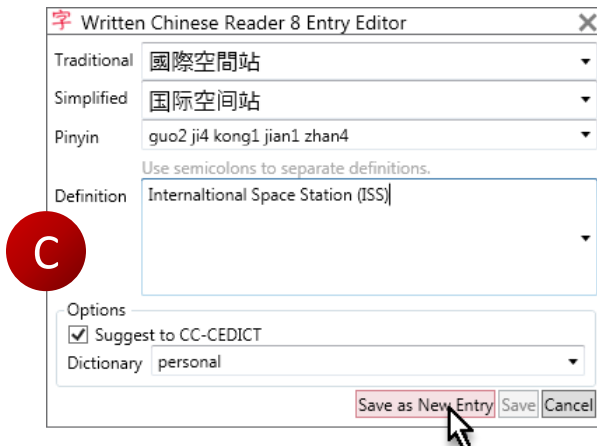 字 Written Chinese Reader 8 Entry Editor
Traditional 國際空間站
Simplified 国际空间站
Pinyin guo2 ji4 kong1 jian1 zhan4
Use semicolons to separate definitions.
Definition Internaltional Space Station (ISS)
C
Options
Suggest to CC-CEDICT
Dictionary personal
Save as New Entry Save Cancel